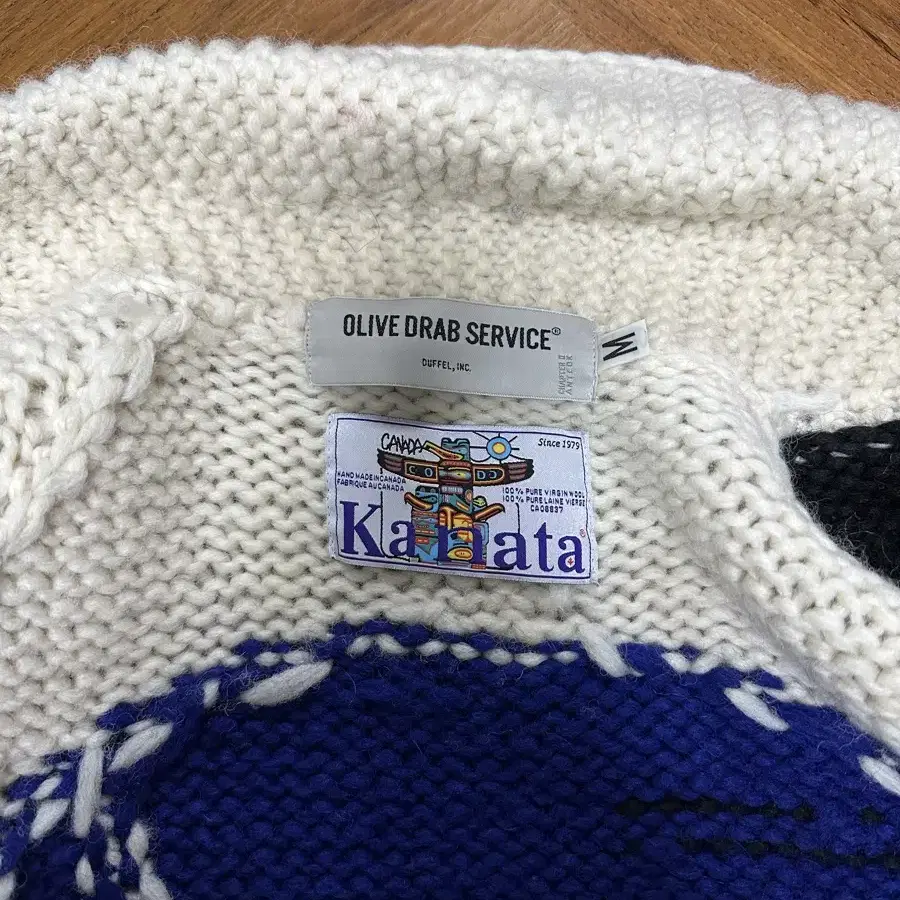 OLIVE DRAB SERVICE®
DUFFEL, INC.
M
CANADA
Since 1979
HAND MADE IN CANADA
FABRIQUE AU CANADA
100% PURE VIRGIN WOOL
100% PURE LAINE VIERGE
CA08837
Kanata®